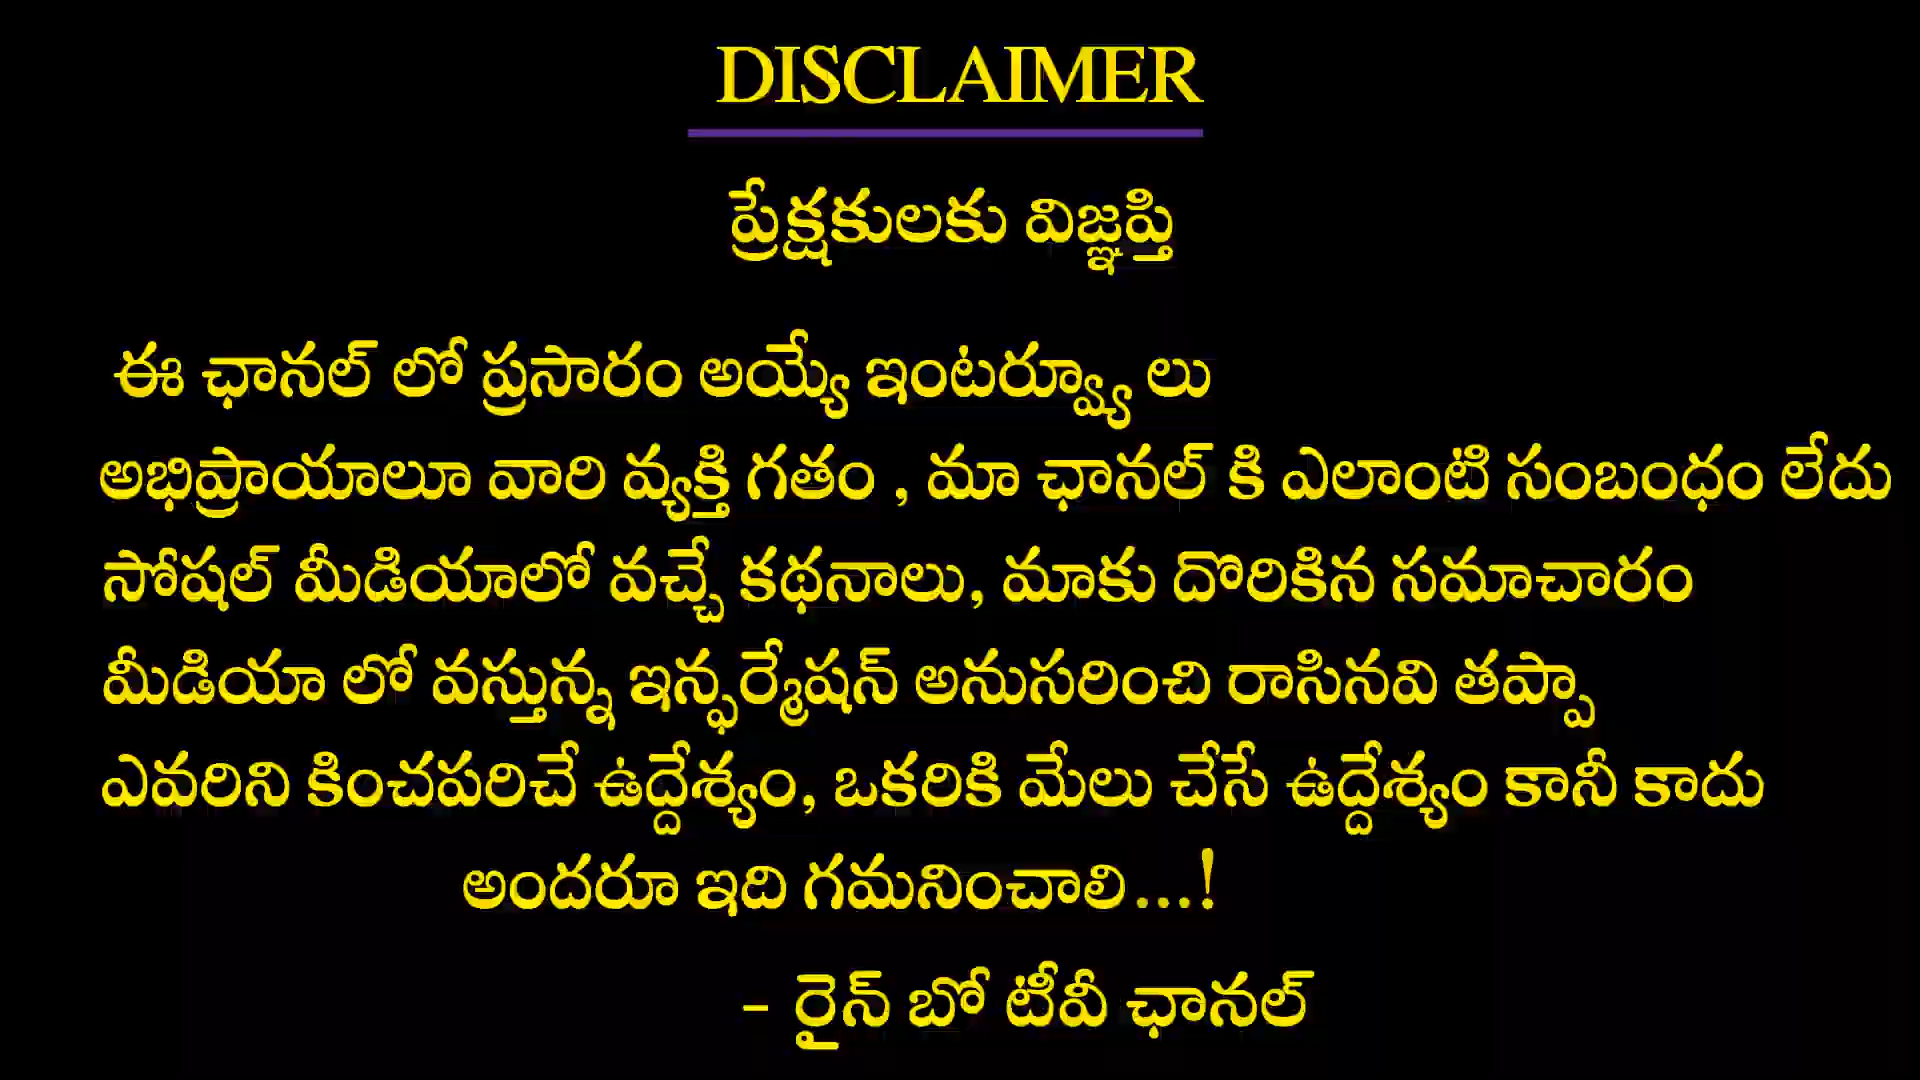 DISCLAIMER
ప్రేక్షకులకు విజ్ఞప్తి
ఈ ఛానల్ లో ప్రసారం అయ్యే ఇంటర్వ్యూ లు
అభిప్రాయాలూ వారి వ్యక్తి గతం , మా ఛానల్ కి ఎలాంటి సంబంధం లేదు
సోషల్ మీడియాలో వచ్చే కథనాలు, మాకు దొరికిన సమాచారం
మీడియా లో వస్తున్న ఇన్ఫర్మేషన్ అనుసరించి రాసినవి తప్పా
ఎవరిని కించపరిచే ఉద్దేశ్యం, ఒకరికి మేలు చేసే ఉద్దేశ్యం కానీ కాదు
అందరూ ఇది గమనించాలి...!
- రైన్ బో టీవీ ఛానల్